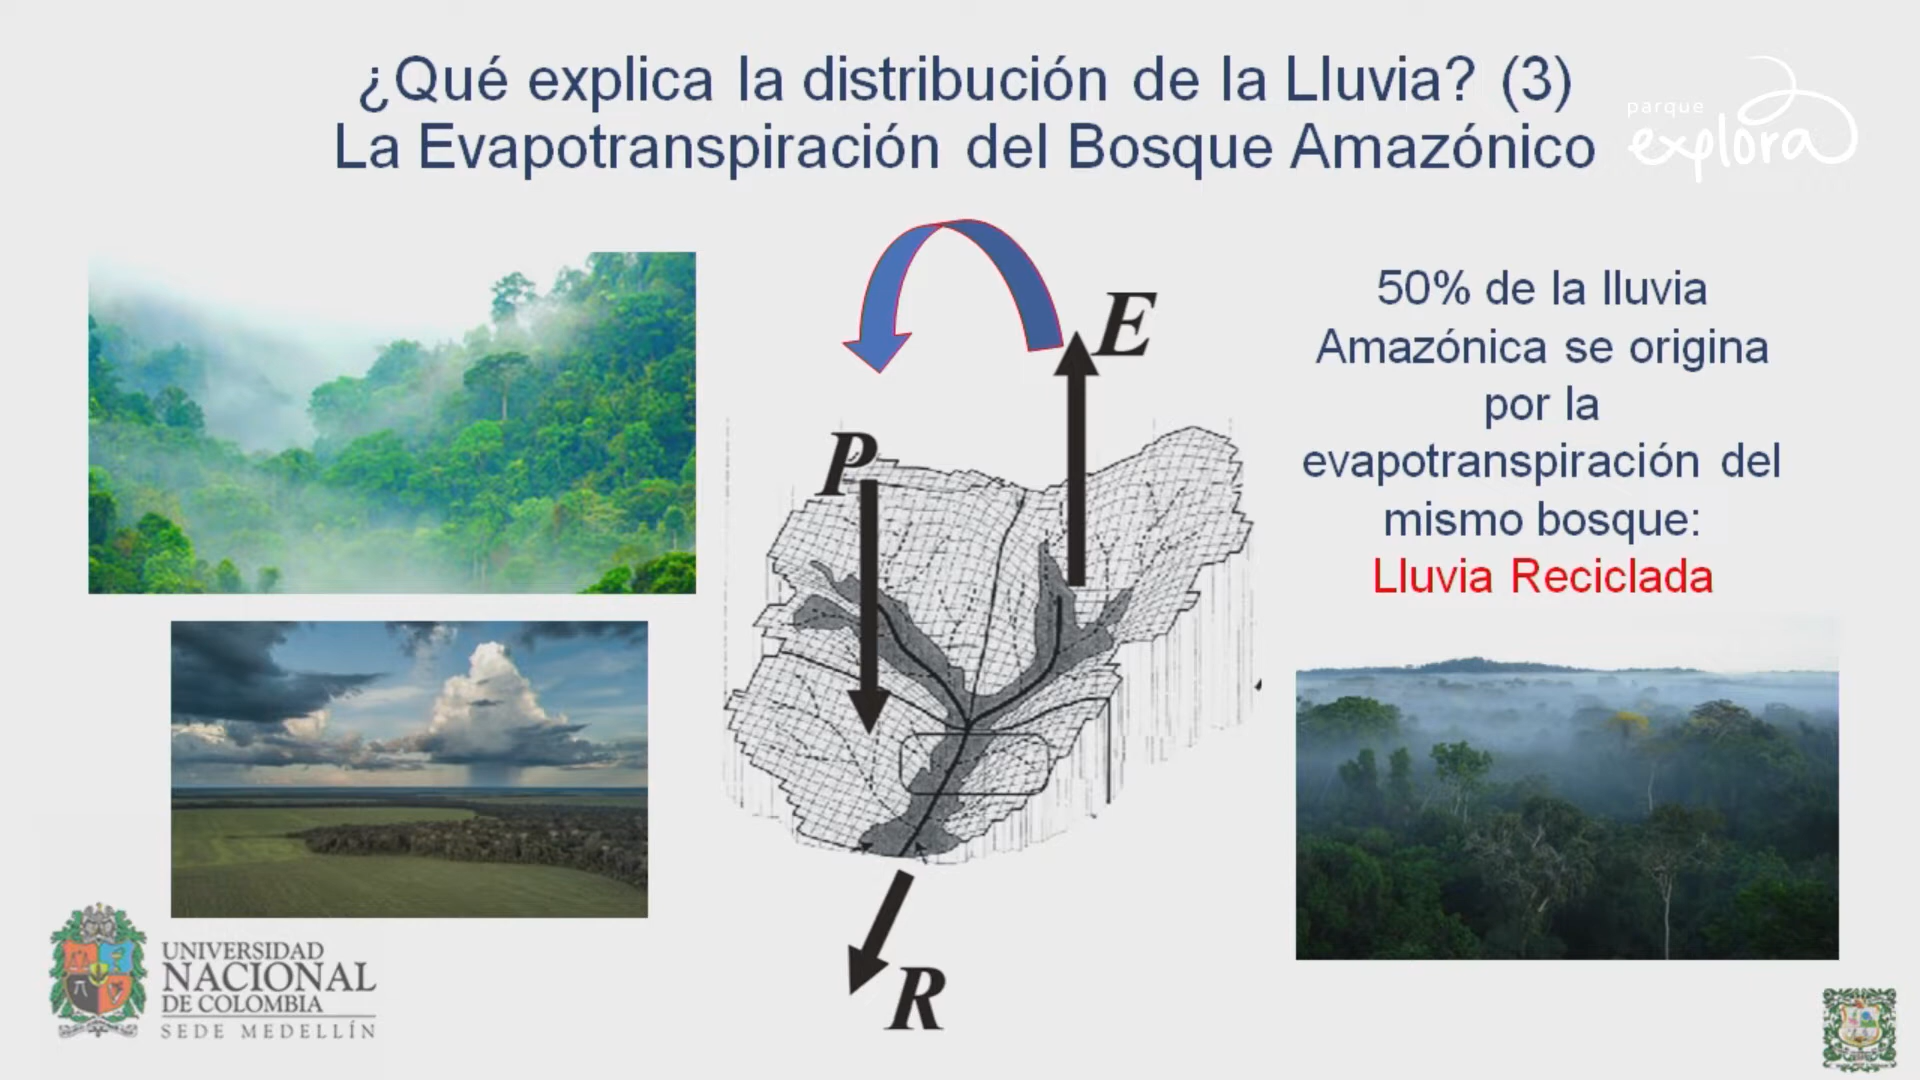 ¿Qué explica la distribución de la Lluvia? (3)
La Evapotranspiración del Bosque Amazónico
parque
explora
E
P
R
50% de la lluvia
Amazónica se origina
por la
evapotranspiración del
mismo bosque:
Lluvia Reciclada
UNIVERSIDAD
NACIONAL
DE COLOMBIA
SEDE MEDELLÍN